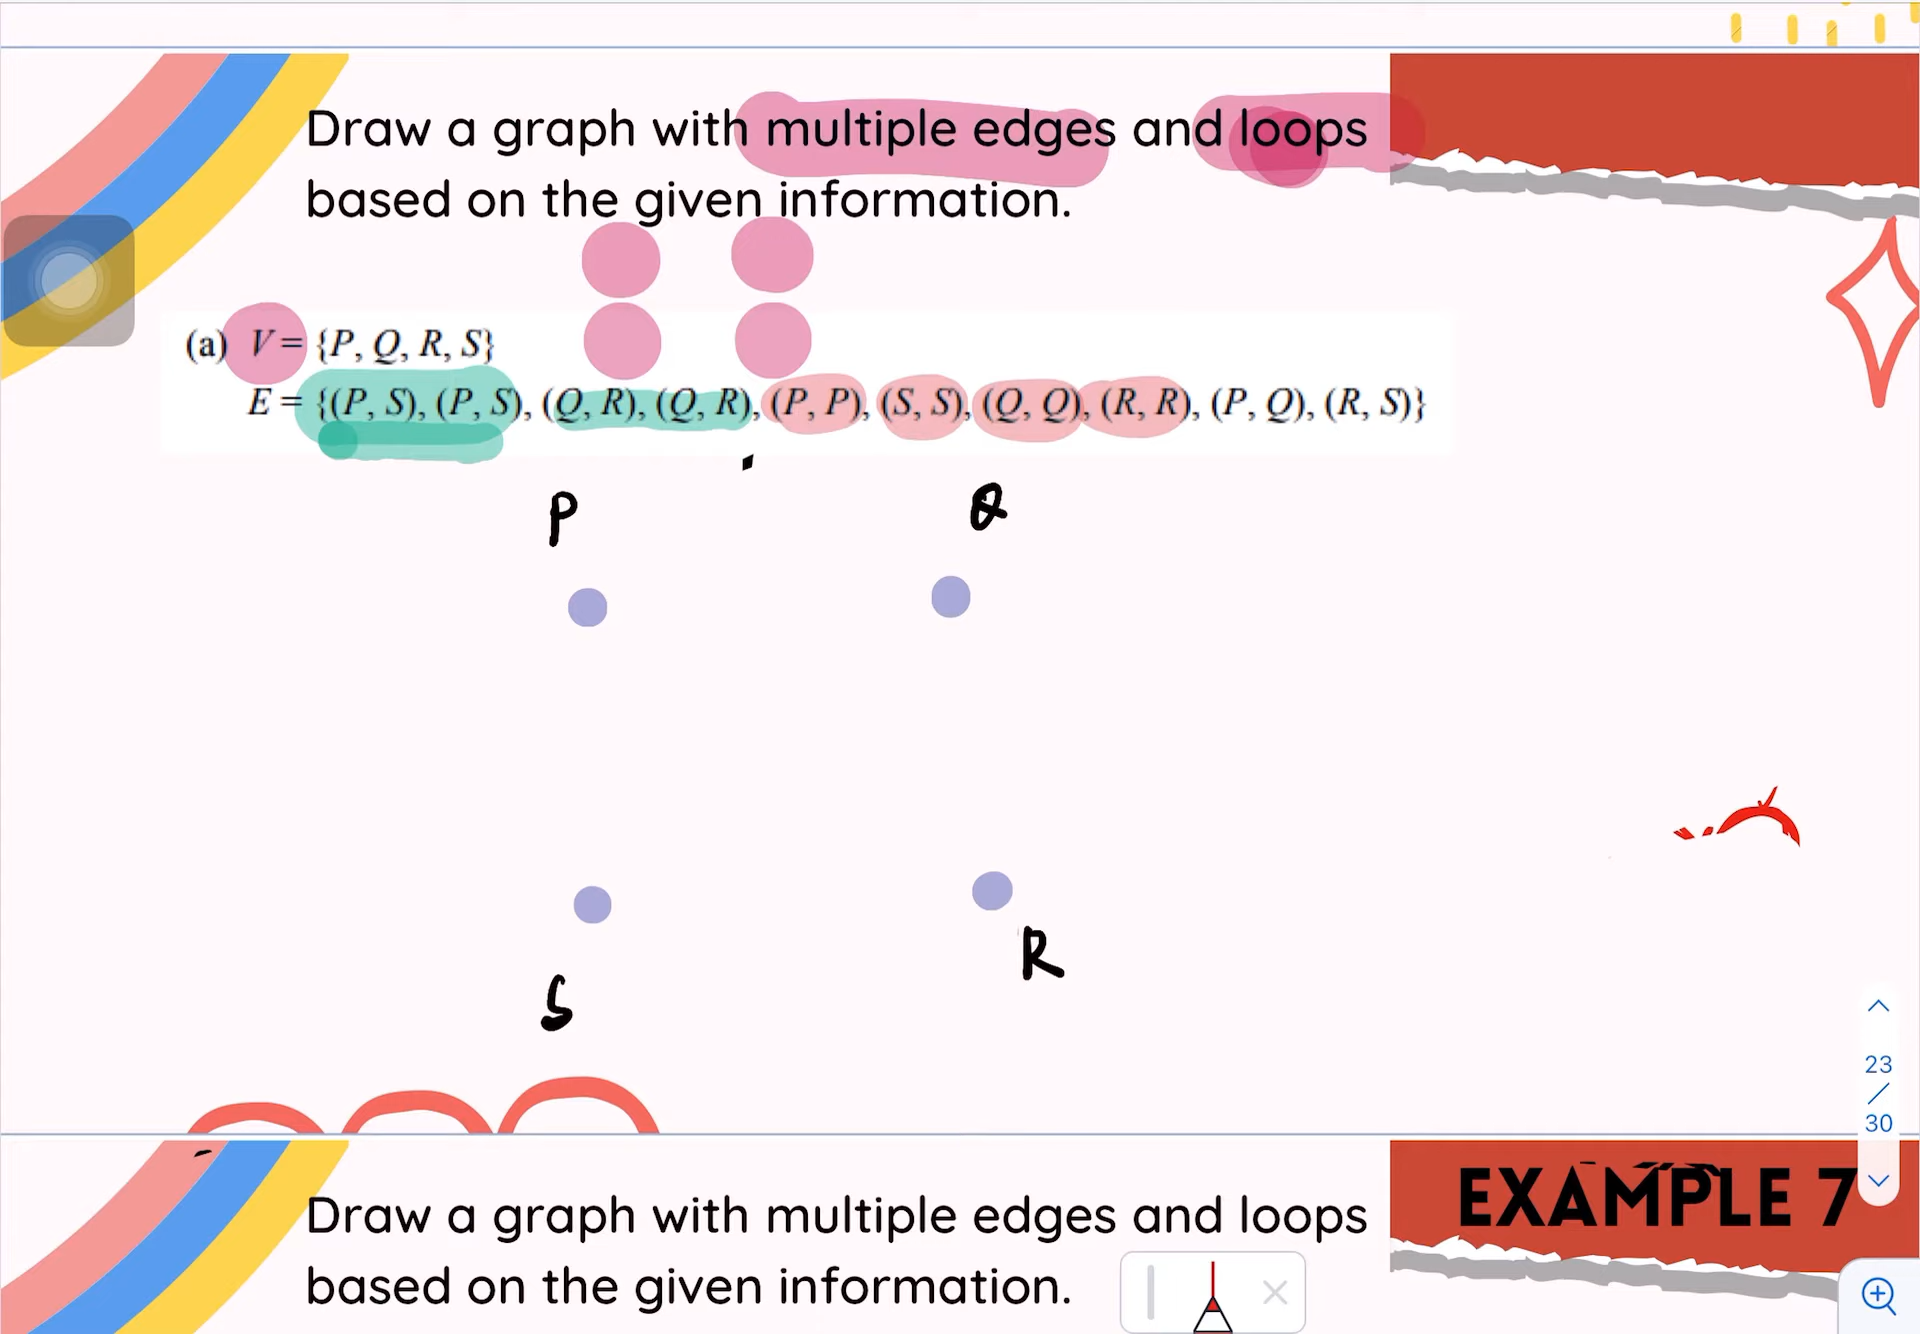 Draw a graph with multiple edges and loops
based on the given information.
(a) V = {P, Q, R, S}
E = {(P, S), (P, S), (Q, R), (Q, R), (P, P), (S, S), (Q, Q), (R, R), (P, Q), (R, S)}
P
Q
S
R
23
/
30
EXAMPLE 7
Draw a graph with multiple edges and loops
based on the given information.